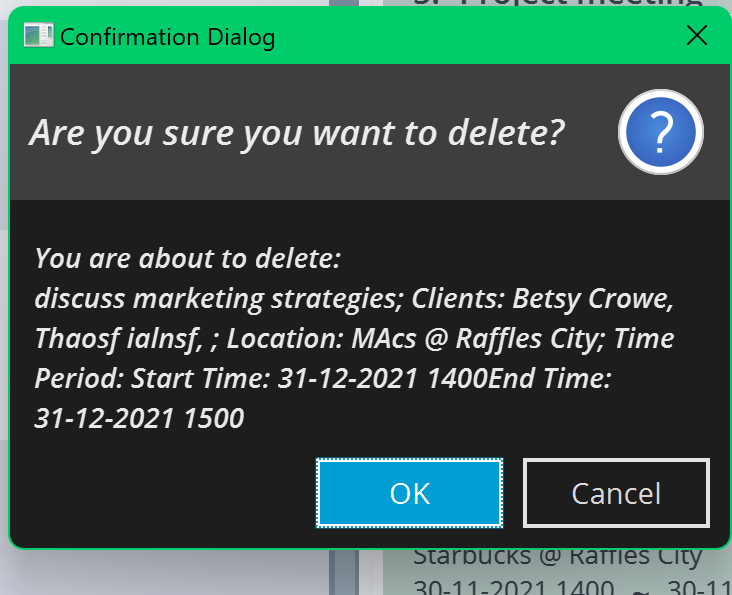 Project meeting
Confirmation Dialog
Are you sure you want to delete?
?
You are about to delete:
discuss marketing strategies; Clients: Betsy Crowe,
Thaosf ialnsf, ; Location: MAcs @ Raffles City; Time
Period: Start Time: 31-12-2021 1400End Time:
31-12-2021 1500
OK
Cancel
Starbucks @ Raffles City
30-11-2021 1400 ~ 30-11